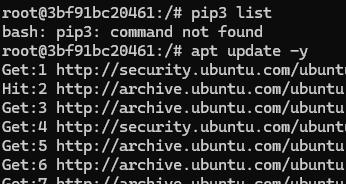 root@3bf91bc20461:/# pip3 list
bash: pip3: command not found
root@3bf91bc20461:/# apt update -y
Get:1 http://security.ubuntu.com/ubunt
Hit:2 http://archive.ubuntu.com/ubuntu
Get:3 http://archive.ubuntu.com/ubuntu
Get:4 http://security.ubuntu.com/ubunt
Get:5 http://archive.ubuntu.com/ubuntu
Get:6 http://archive.ubuntu.com/ubuntu
Get:7 http://archive.ubuntu.com/ubuntu